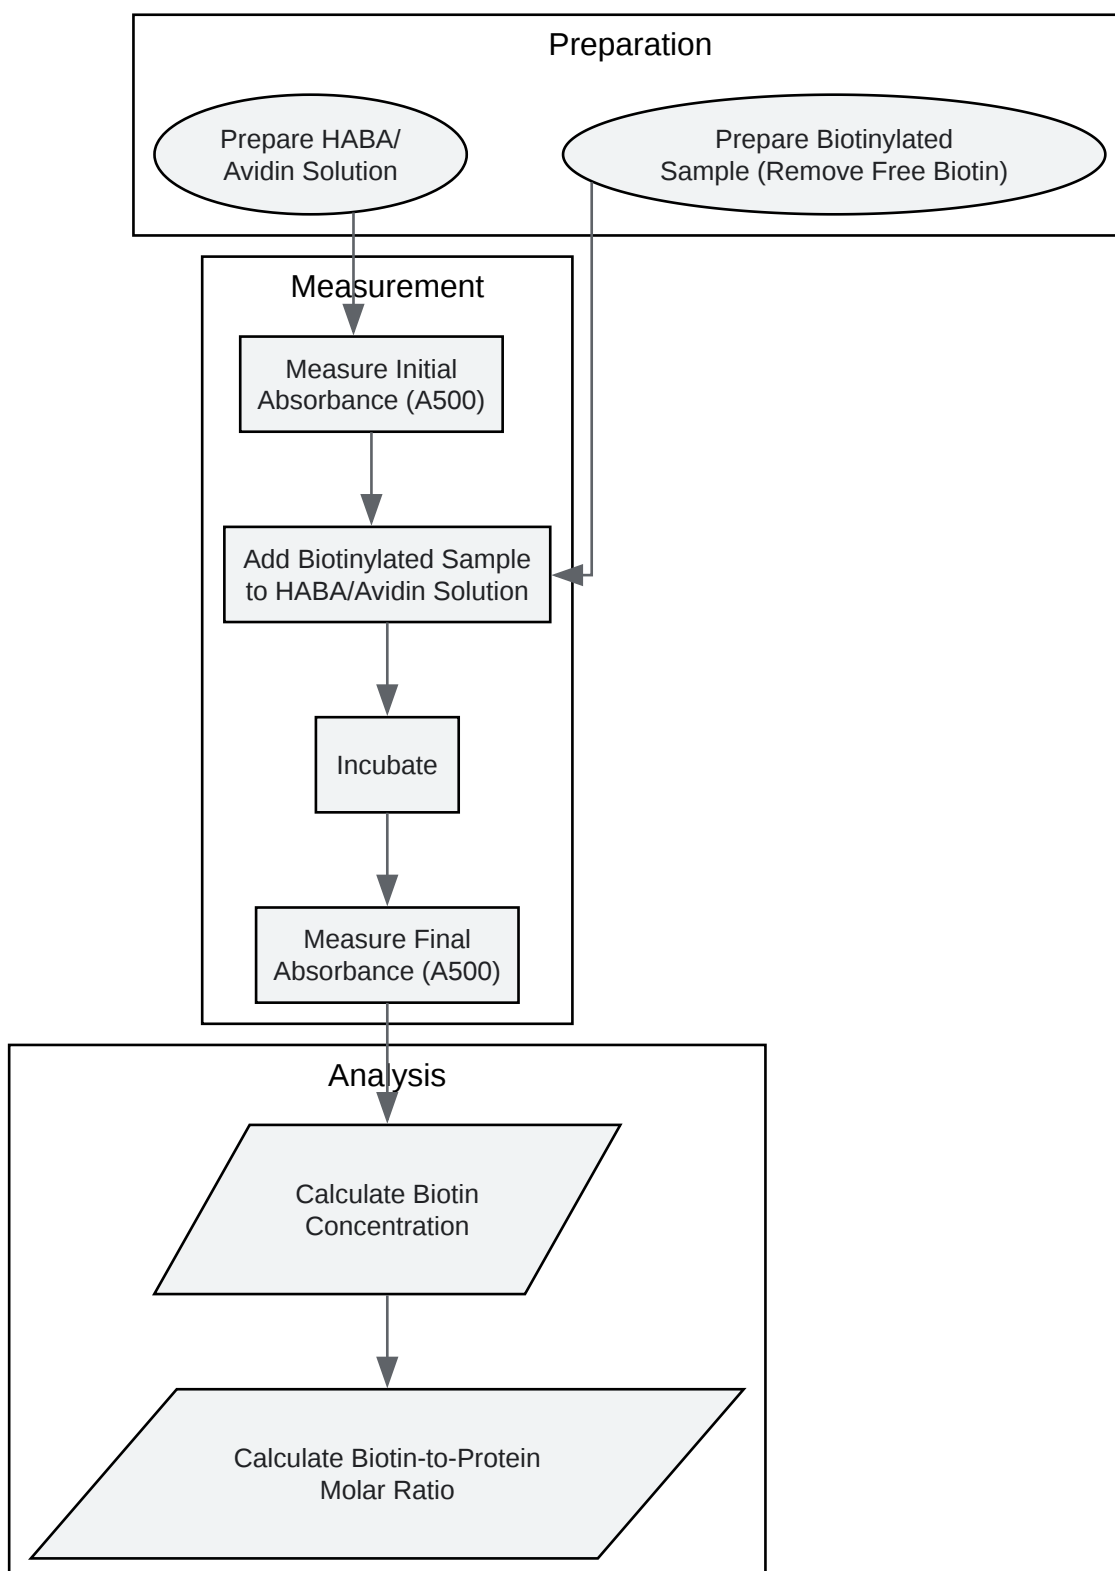 Preparation
Prepare HABA/
Avidin Solution
Prepare Biotinylated
Sample (Remove Free Biotin)
Measurement
Measure Initial
Absorbance (A500)
Add Biotinylated Sample
to HABA/Avidin Solution
Incubate
Measure Final
Absorbance (A500)
Analysis
Calculate Biotin
Concentration
Calculate Biotin-to-Protein
Molar Ratio